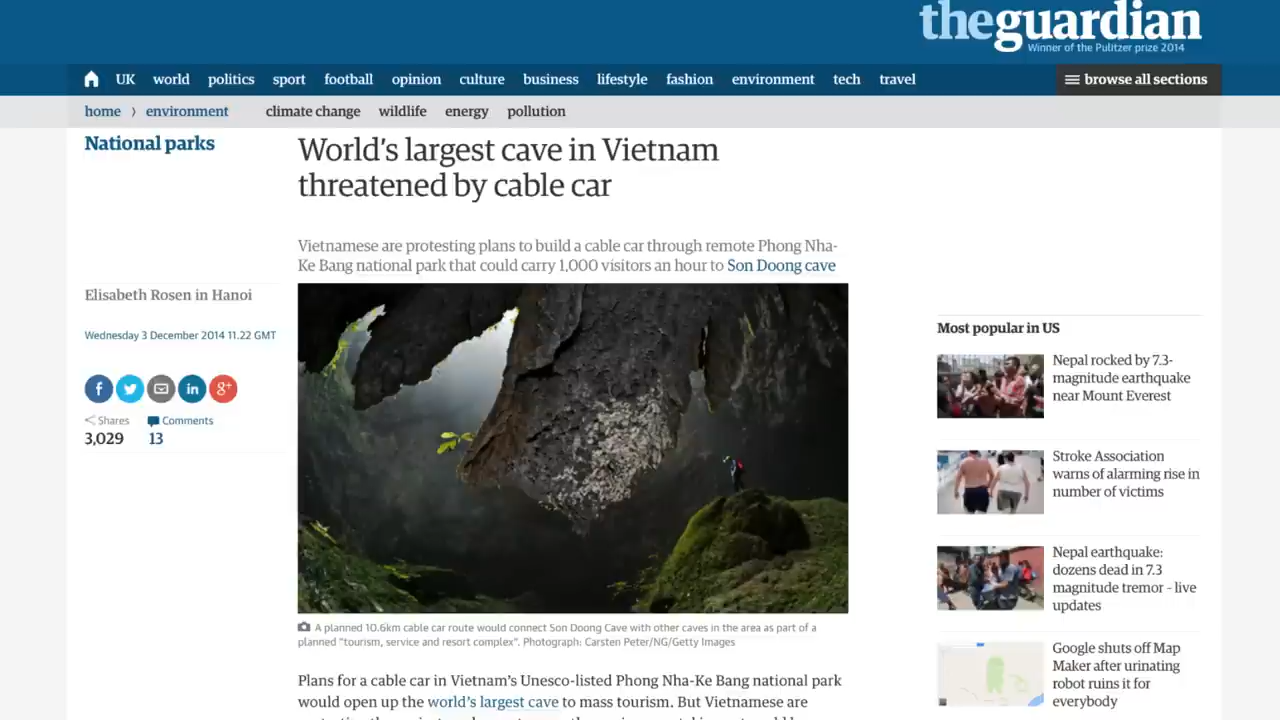 theguardian
Winner of the Pulitzer prize 2014
UK world politics sport football opinion culture business lifestyle fashion environment tech travel browse all sections
home › environment climate change wildlife energy pollution
National parks
World’s largest cave in Vietnam
threatened by cable car
Vietnamese are protesting plans to build a cable car through remote Phong Nha-
Ke Bang national park that could carry 1,000 visitors an hour to Son Doong cave
Elisabeth Rosen in Hanoi
Wednesday 3 December 2014 11.22 GMT
f in g+
Shares Comments
3,029 13
A planned 10.6km cable car route would connect Son Doong Cave with other caves in the area as part of a
planned “tourism, service and resort complex”. Photograph: Carsten Peter/NG/Getty Images
Plans for a cable car in Vietnam’s Unesco-listed Phong Nha-Ke Bang national park
would open up the world’s largest cave to mass tourism. But Vietnamese are
Most popular in US
Nepal rocked by 7.3-
magnitude earthquake
near Mount Everest
Stroke Association
warns of alarming rise in
number of victims
Nepal earthquake:
dozens dead in 7.3
magnitude tremor – live
updates
Google shuts off Map
Maker after urinating
robot ruins it for
everybody